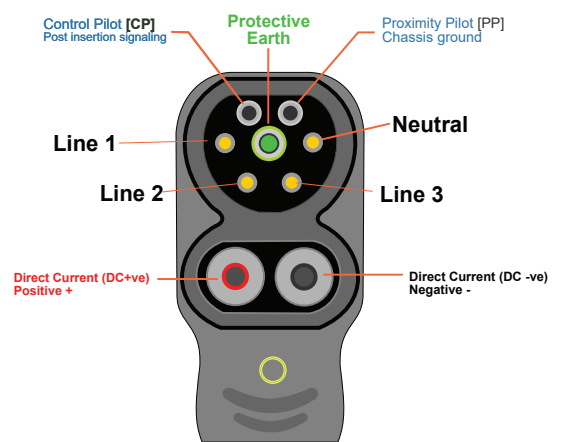 Control Pilot [CP]
Post insertion signaling
Protective
Earth
Proximity Pilot [PP]
Chassis ground
Line 1
Neutral
Line 2
Line 3
Direct Current (DC+ve)
Positive +
Direct Current (DC -ve)
Negative -